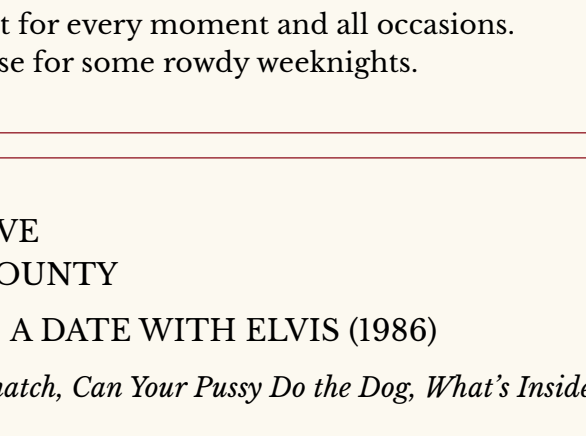 t for every moment and all occasions.
se for some rowdy weeknights.
VE
OUNTY
A DATE WITH ELVIS (1986)
natch, Can Your Pussy Do the Dog, What’s Inside